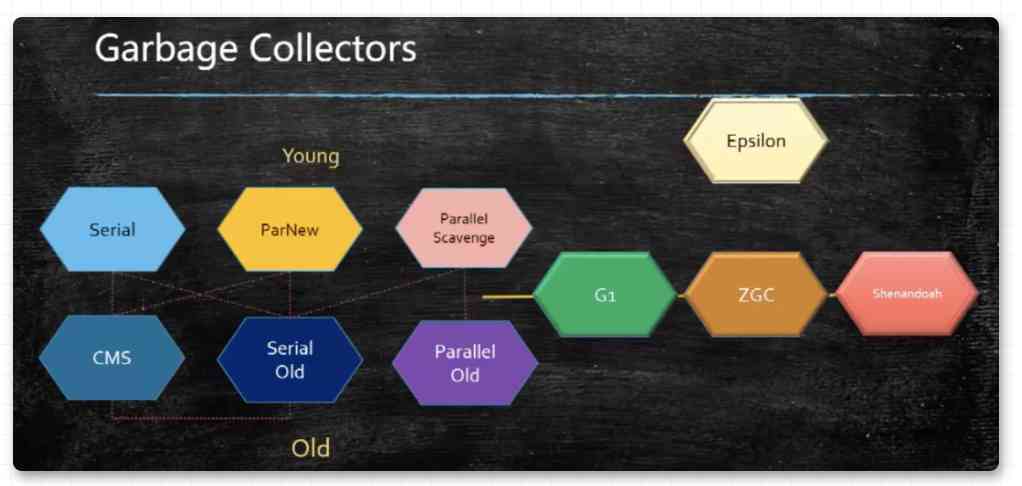 Garbage Collectors
Epsilon
Young
Serial
ParNew
Parallel
Scavenge
G1
ZGC
Shenandoah
CMS
Serial
Old
Parallel
Old
Old